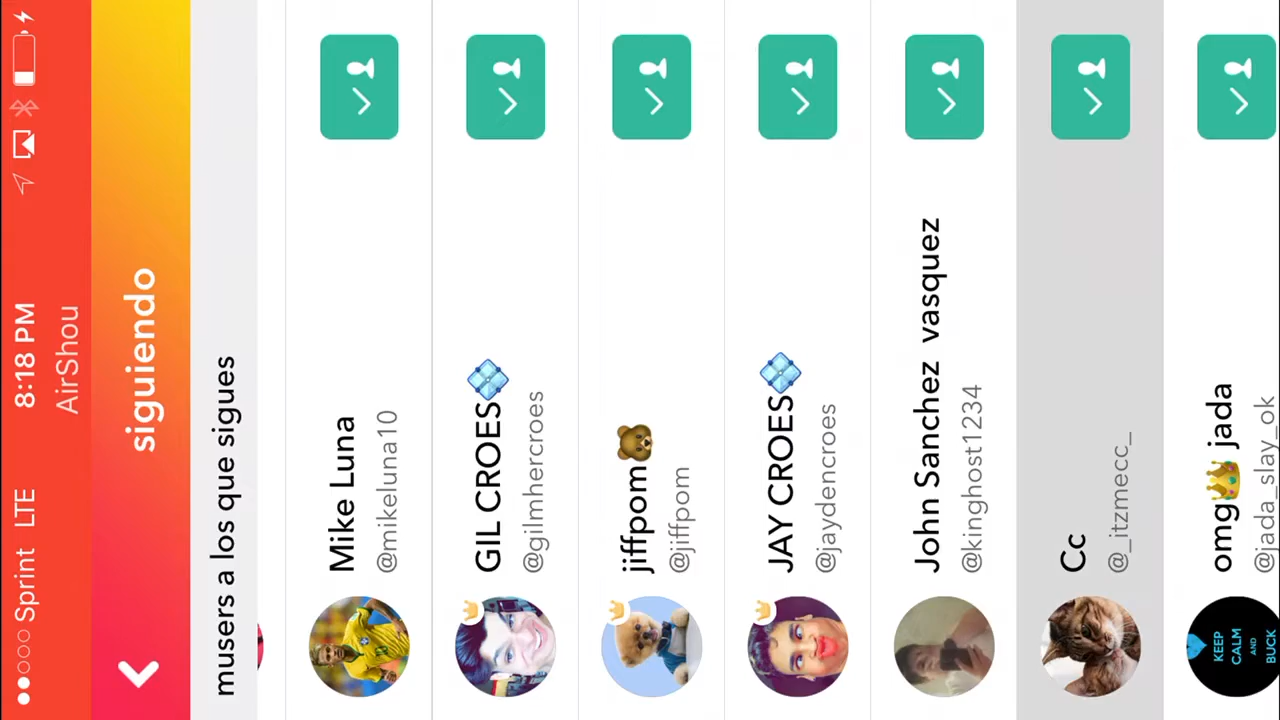 Sprint LTE 8:18 PM
AirShou
siguiendo
musers a los que sigues
Mike Luna
@mikeluna10
GIL CROES
@gilmhercroes
jiffpom
@jiffpom
JAY CROES
@jaydencroes
John Sanchez vasquez
@kinghost1234
Cc
@_itzmecc_
omg jada
@jada_slay_ok
KEEP
CALM
AND
BUCK